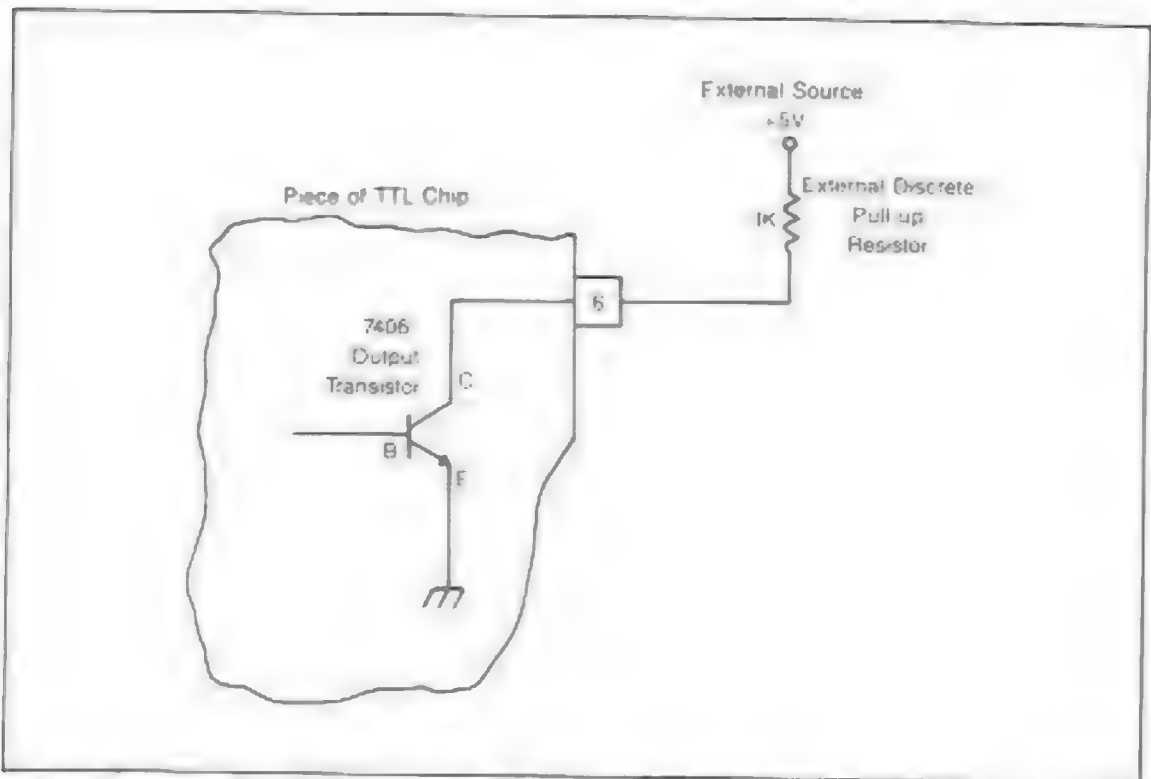 External Source
+5V
External Discrete
Pull-up
Resistor
1K
Piece of TTL Chip
6
7406
Output
Transistor
C
B
E